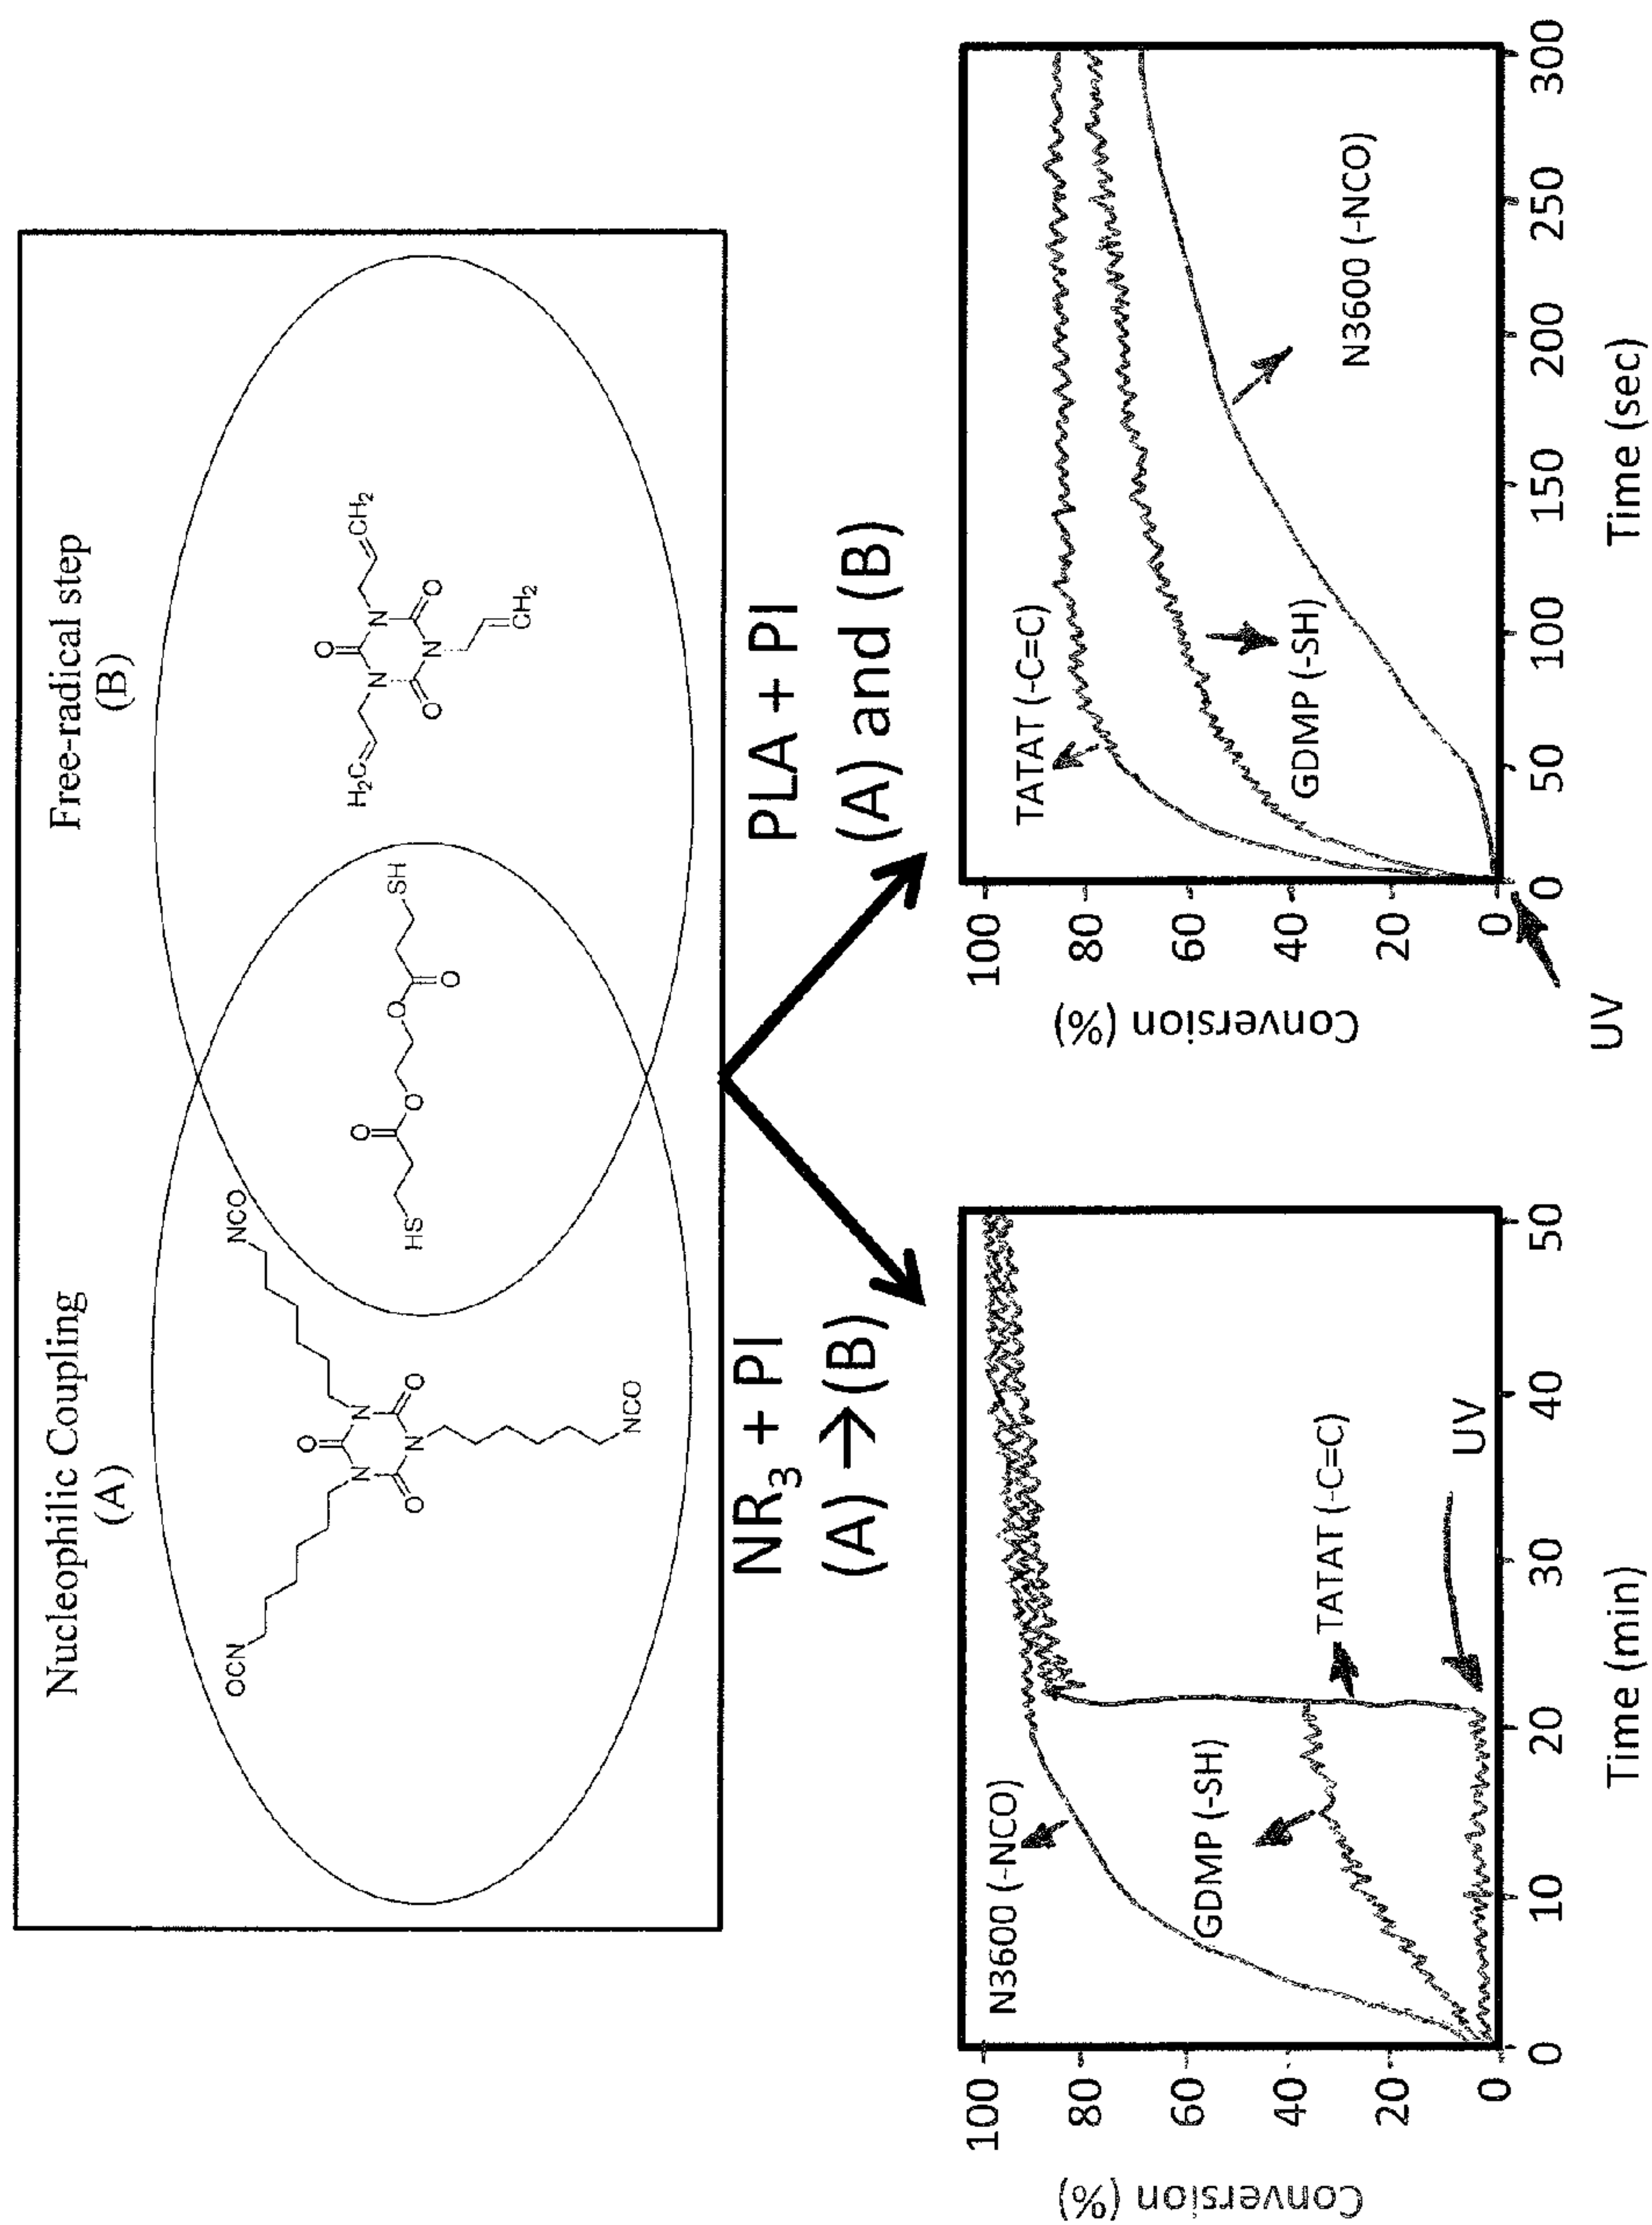 Nucleophilic Coupling
(A)
Free-radical step
(B)
OCN
NCO
NCO
O
O
O
N
N
N
HS
O
O
O
O
SH
H₂C
CH₂
CH₂
O
O
O
N
N
N
NR₃ + PI
(A) → (B)
PLA + PI
(A) and (B)
Conversion (%)
100
80
60
40
20
0
N3600 (-NCO)
GDMP (-SH)
TATAT (-C=C)
UV
0 10 20 30 40 50
Time (min)
Conversion (%)
100
80
60
40
20
0
TATAT (-C=C)
GDMP (-SH)
N3600 (-NCO)
UV
0 50 100 150 200 250 300
Time (sec)